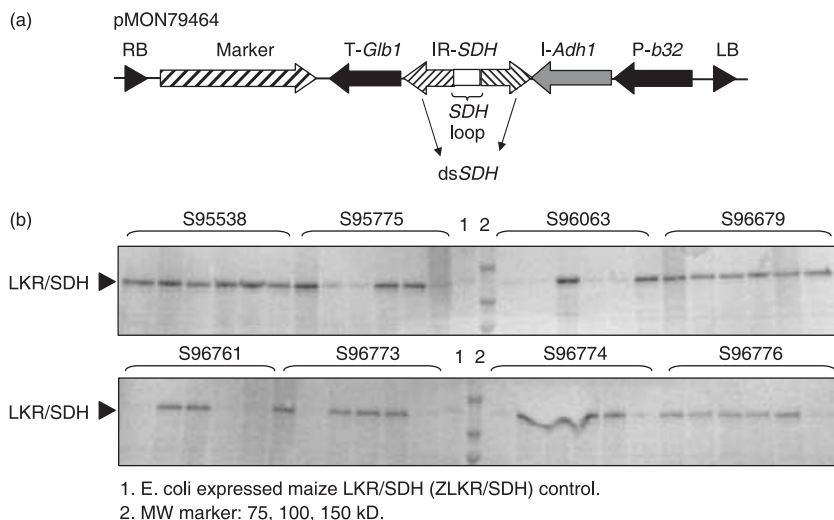 (a)
pMON79464
RB Marker T-Glb1 IR-SDH I-Adh1 P-b32 LB
SDH
loop
dsSDH
(b)
S95538 S95775 1 2 S96063 S96679
LKR/SDH
S96761 S96773 1 2 S96774 S96776
LKR/SDH
1. E. coli expressed maize LKR/SDH (ZLKR/SDH) control.
2. MW marker: 75, 100, 150 kD.